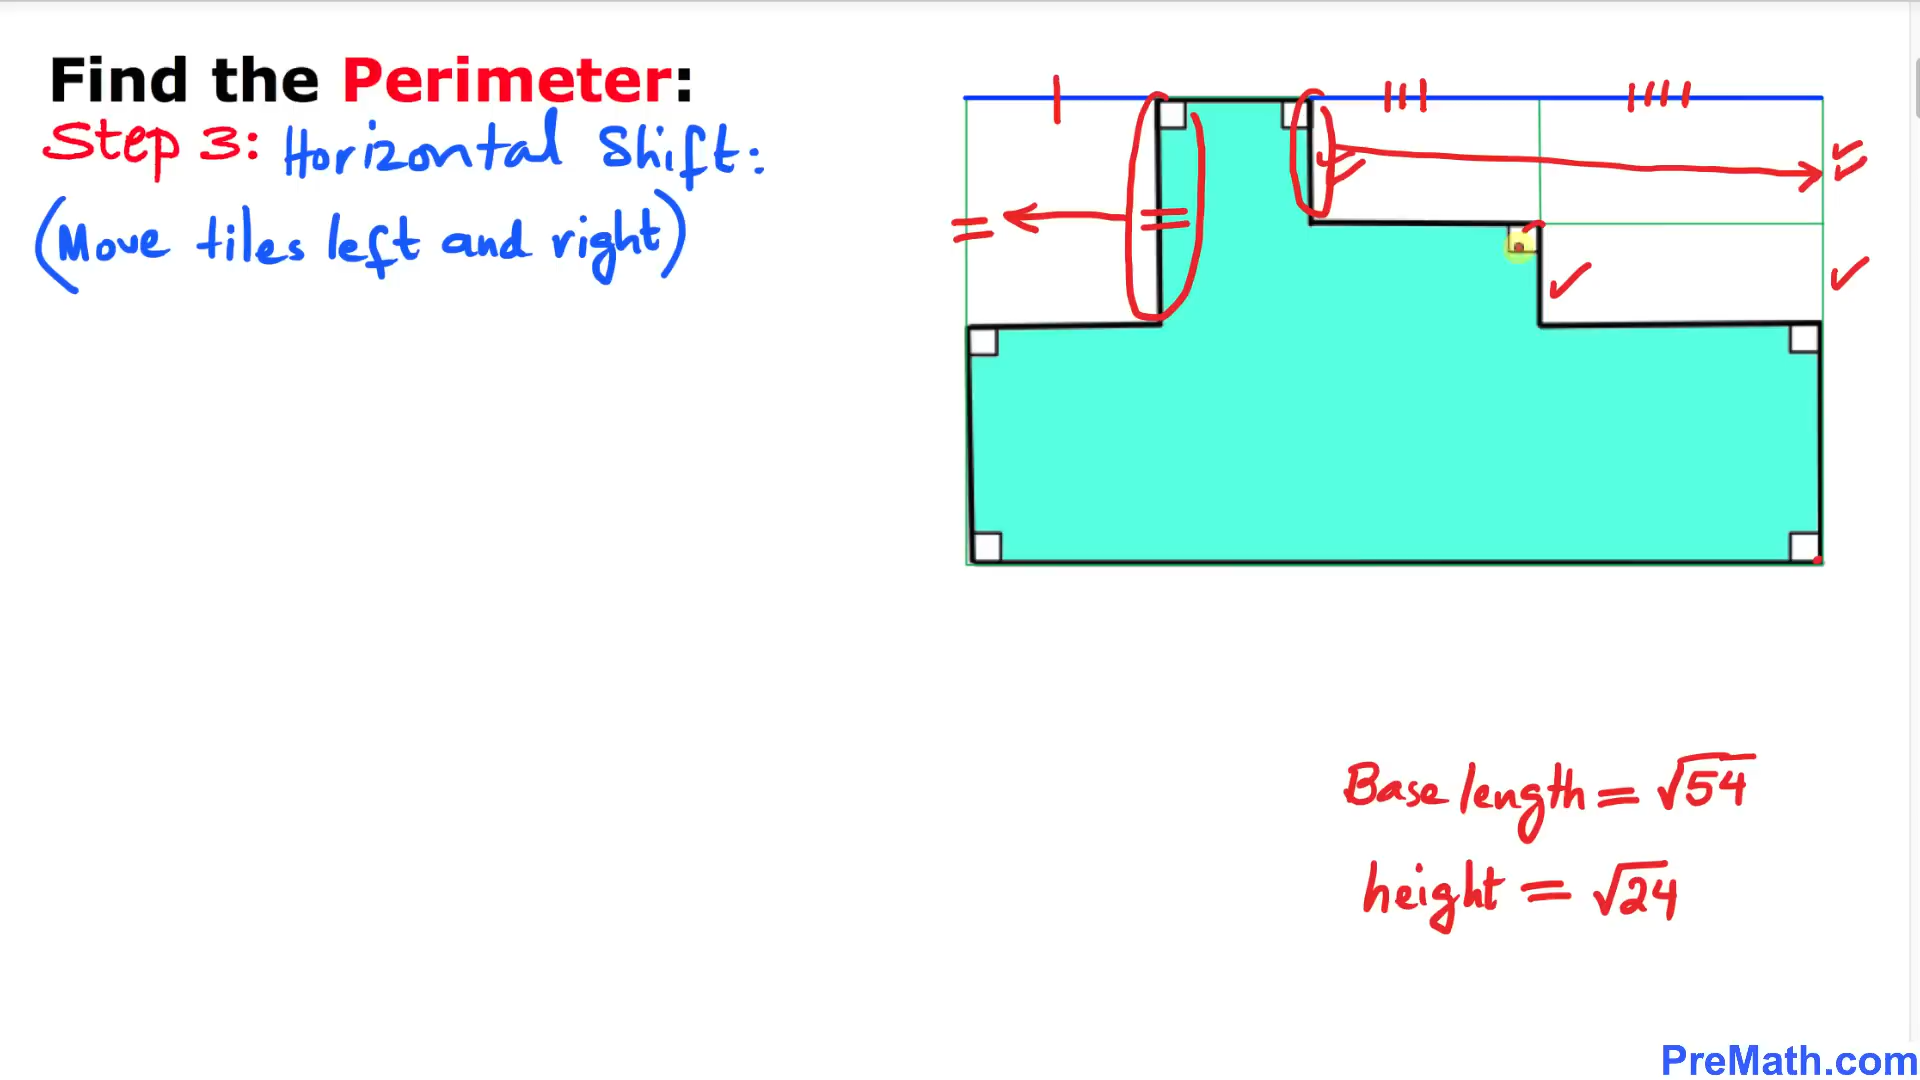 Find the Perimeter:
Step 3: Horizontal Shift:
(Move tiles left and right)
Base length = √54
height = √24
PreMath.com